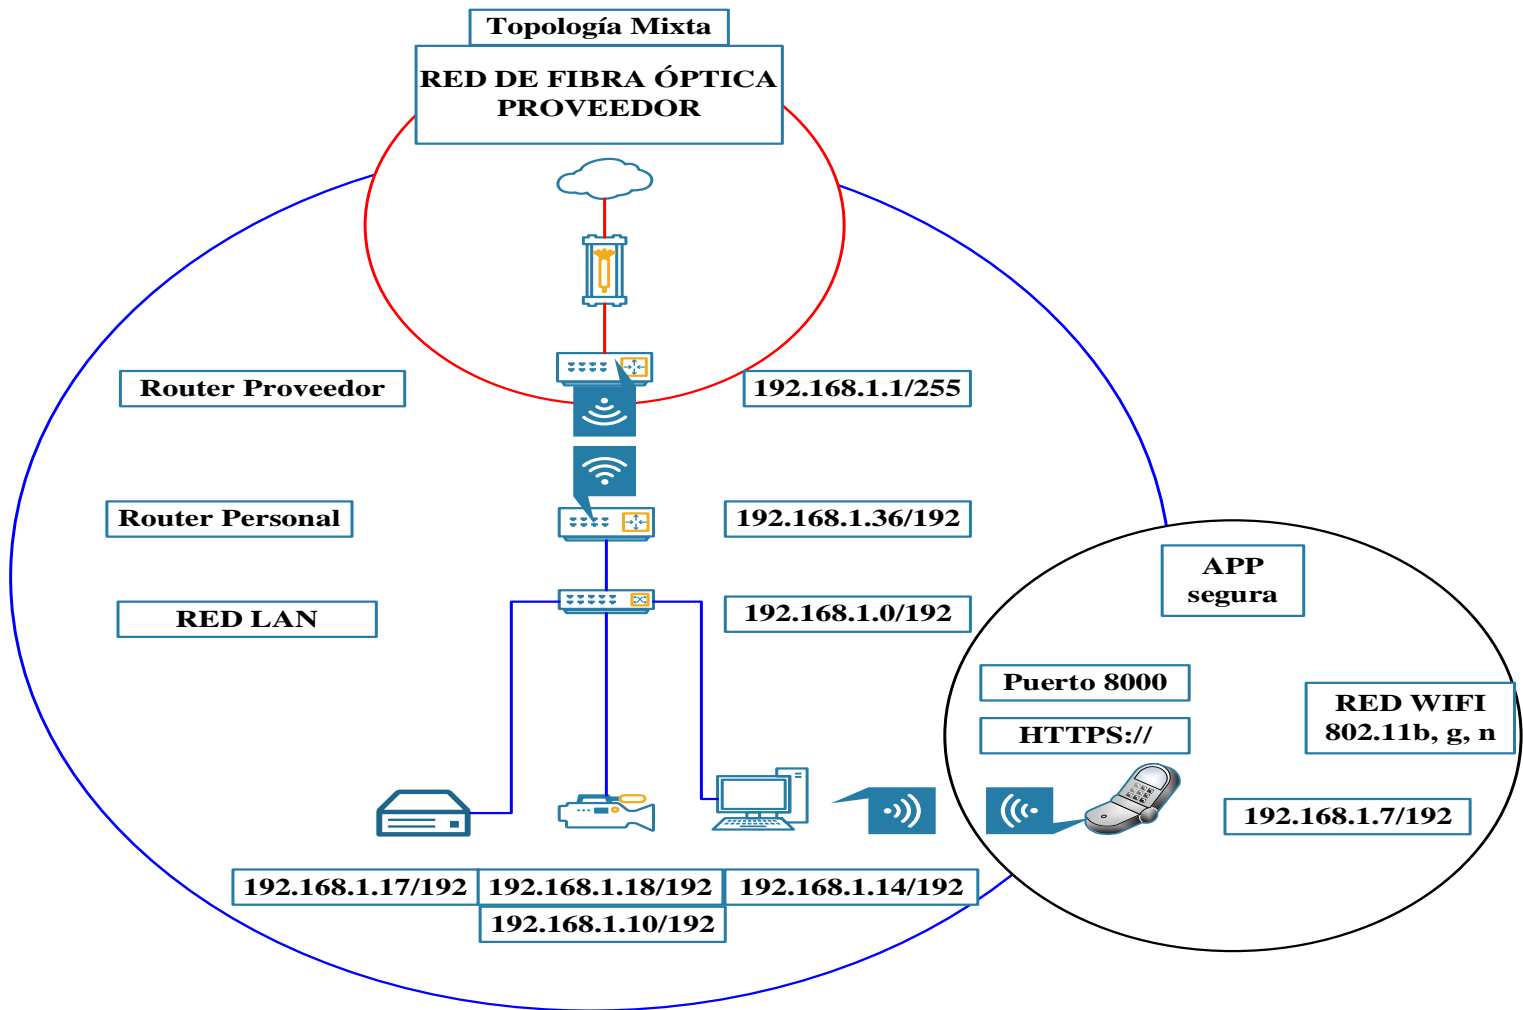 Topología Mixta
RED DE FIBRA ÓPTICA
PROVEEDOR
Router Proveedor
192.168.1.1/255
Router Personal
192.168.1.36/192
RED LAN
192.168.1.0/192
APP
segura
Puerto 8000
HTTPS://
RED WIFI
802.11b, g, n
192.168.1.7/192
192.168.1.17/192
192.168.1.18/192
192.168.1.14/192
192.168.1.10/192